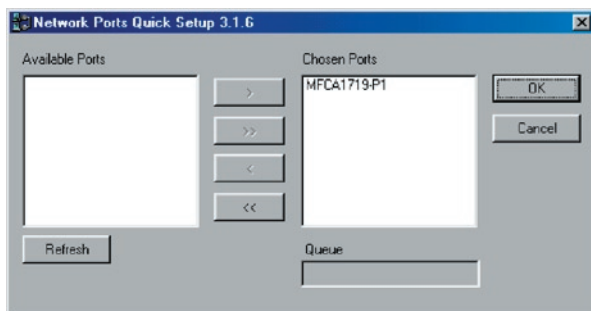 Network Ports Quick Setup 3.1.6
Available Ports
Chosen Ports
MFCA1719-P1
>
>>
<
<<
OK
Cancel
Refresh
Queue